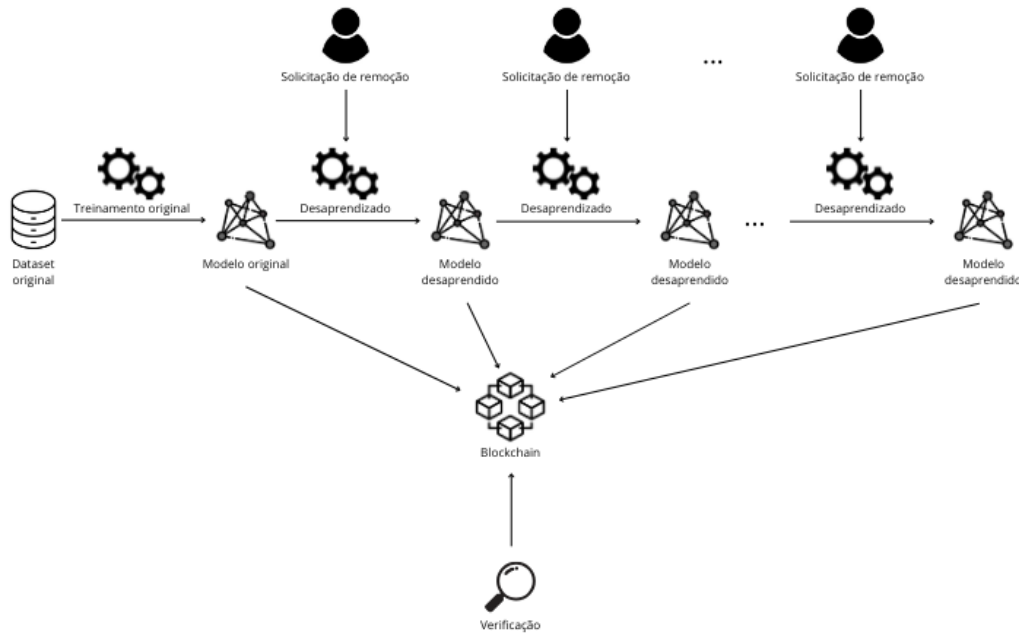 Solicitação de remoção
Solicitação de remoção
...
Solicitação de remoção
Treinamento original
Desaprendizado
Desaprendizado
...
Desaprendizado
Dataset
original
Modelo original
Modelo
desaprendido
Modelo
desaprendido
Modelo
desaprendido
Blockchain
Verificação